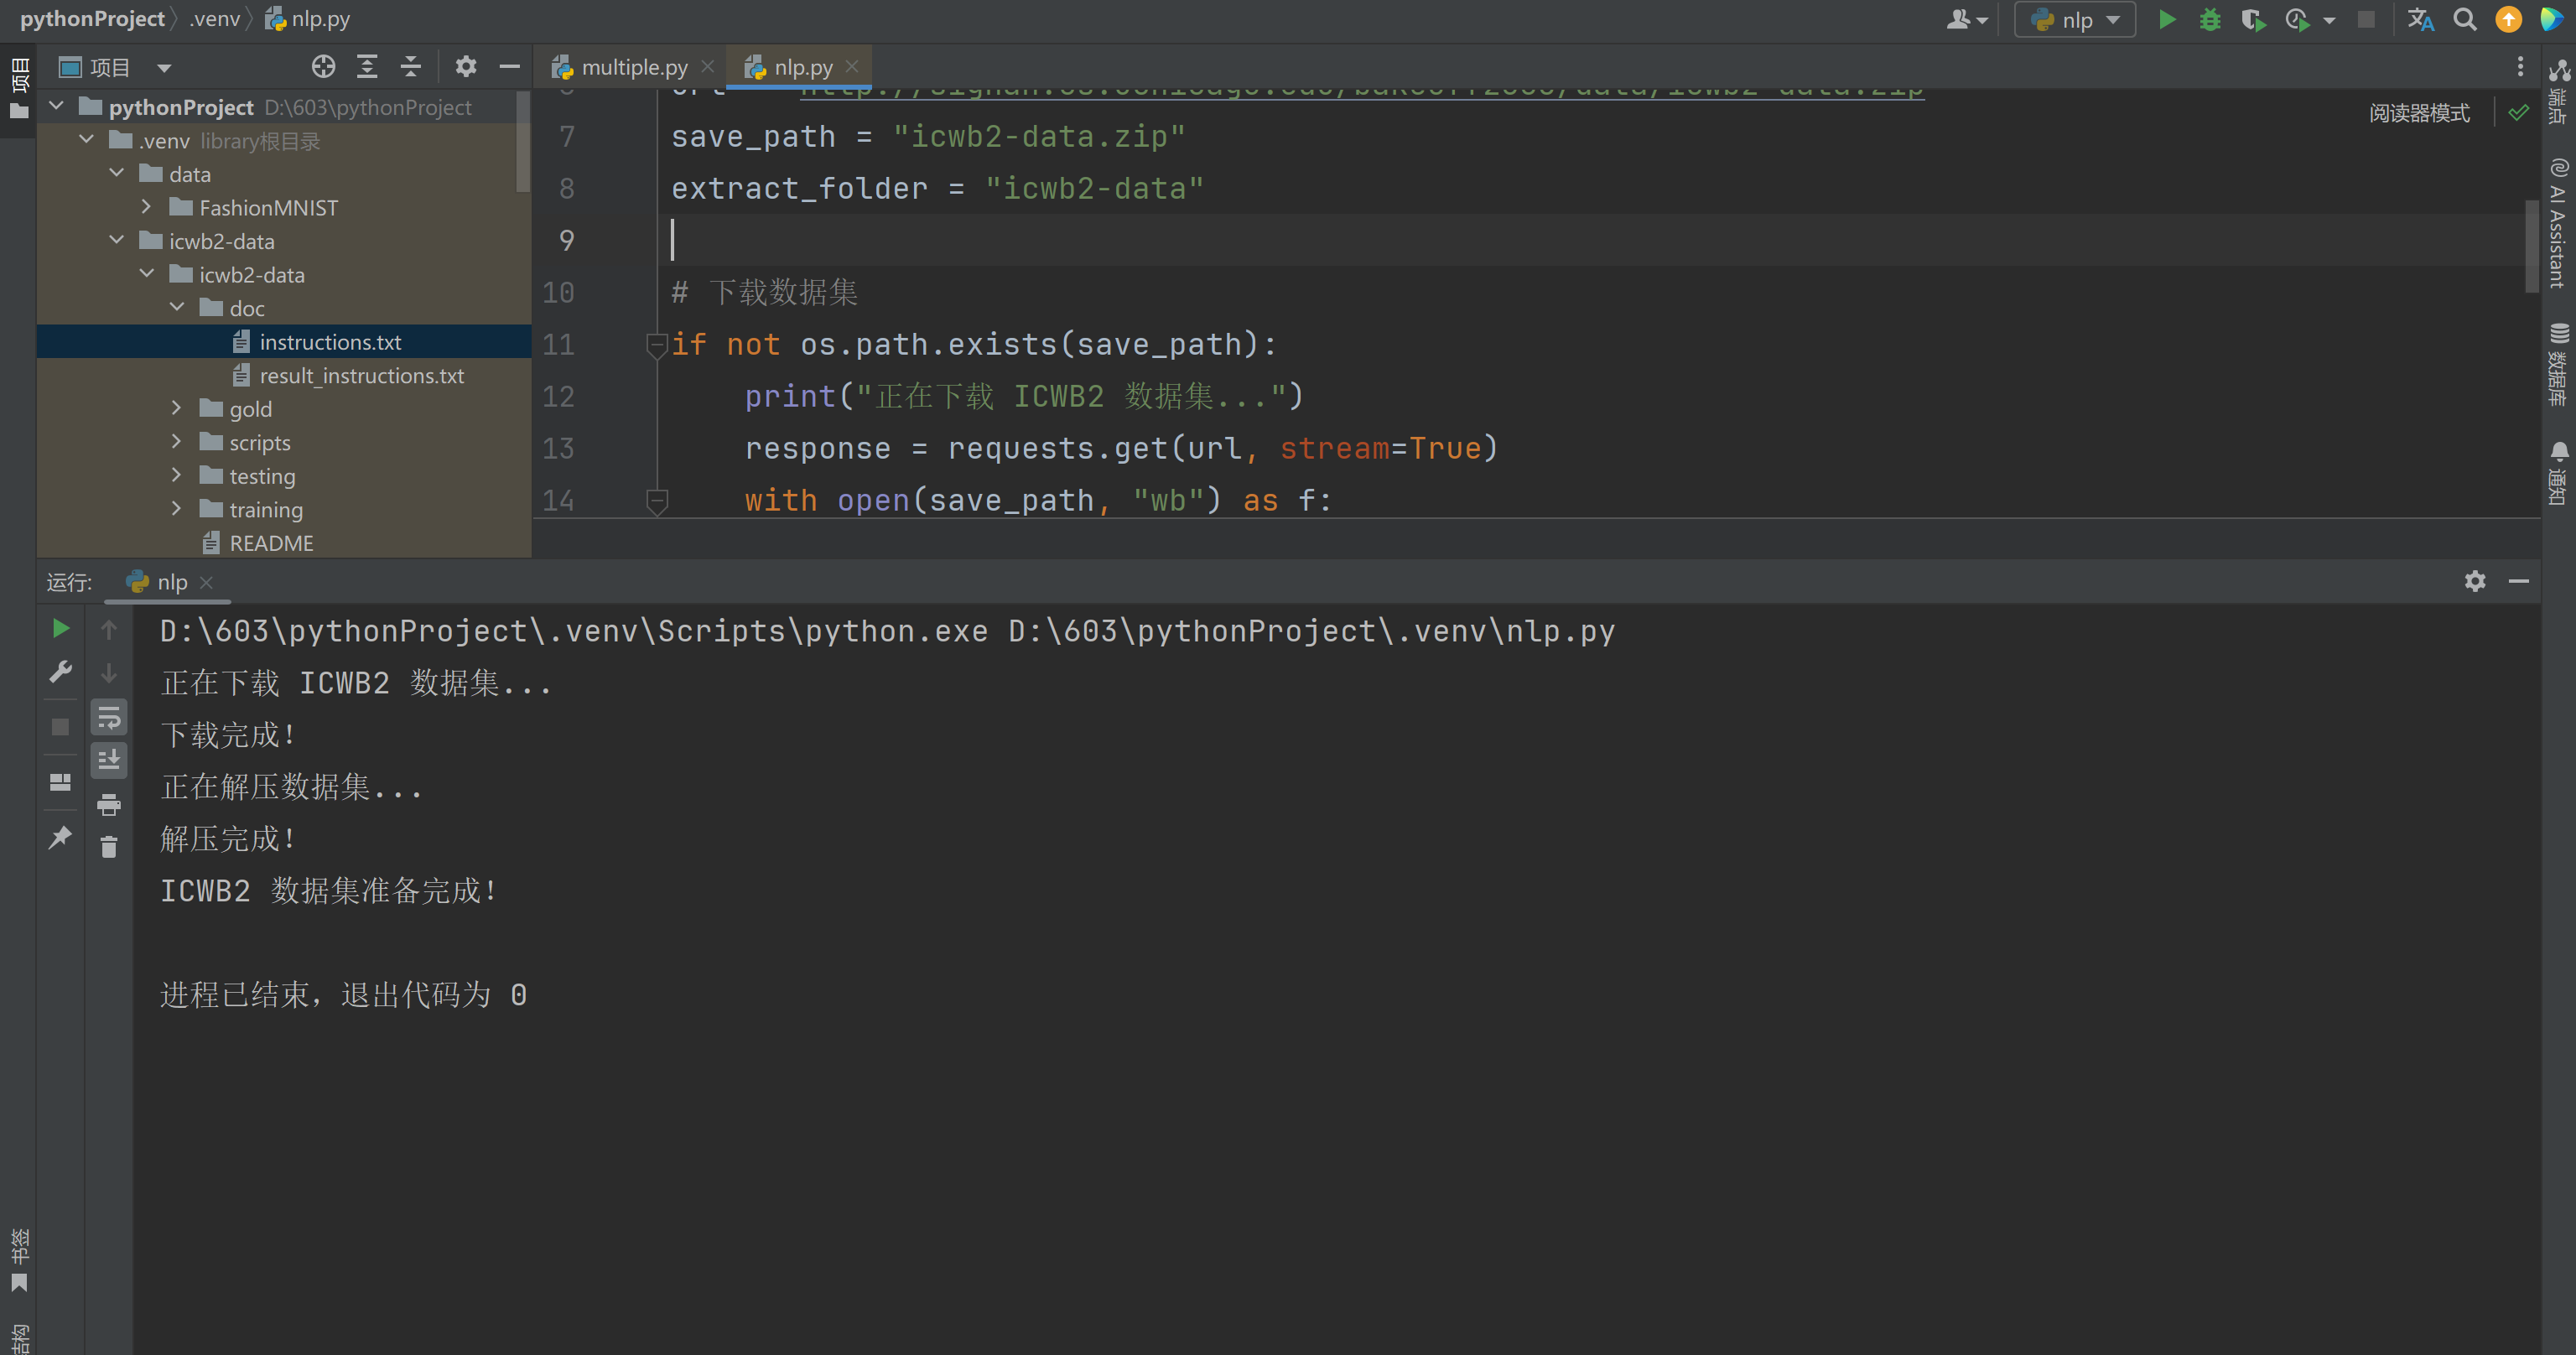 pythonProject 〉 .venv 〉 nlp.py
nlp
项目
multiple.py
nlp.py
项目
pythonProject D:\603\pythonProject
.venv library根目录
data
FashionMNIST
icwb2-data
icwb2-data
doc
instructions.txt
result_instructions.txt
gold
scripts
testing
training
README
阅读器模式
7 save_path = "icwb2-data.zip"
8 extract_folder = "icwb2-data"
9
10 # 下载数据集
11 if not os.path.exists(save_path):
12 print("正在下载 ICWB2 数据集...")
13 response = requests.get(url, stream=True)
14 with open(save_path, "wb") as f:
端点
AI Assistant
数据库
通知
运行:
nlp
D:\603\pythonProject\.venv\Scripts\python.exe D:\603\pythonProject\.venv\nlp.py
正在下载 ICWB2 数据集...
下载完成!
正在解压数据集...
解压完成!
ICWB2 数据集准备完成!
进程已结束，退出代码为 0
书签
结构